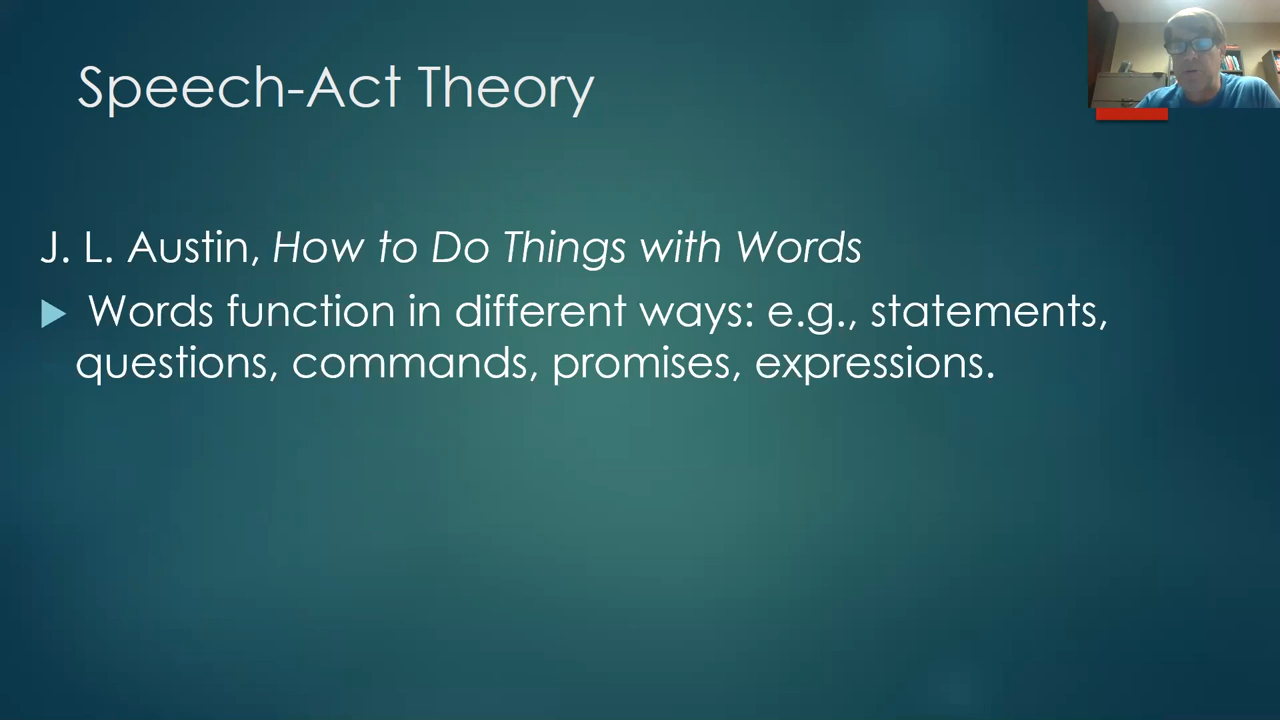 Speech-Act Theory
J. L. Austin, How to Do Things with Words
Words function in different ways: e.g., statements,
questions, commands, promises, expressions.